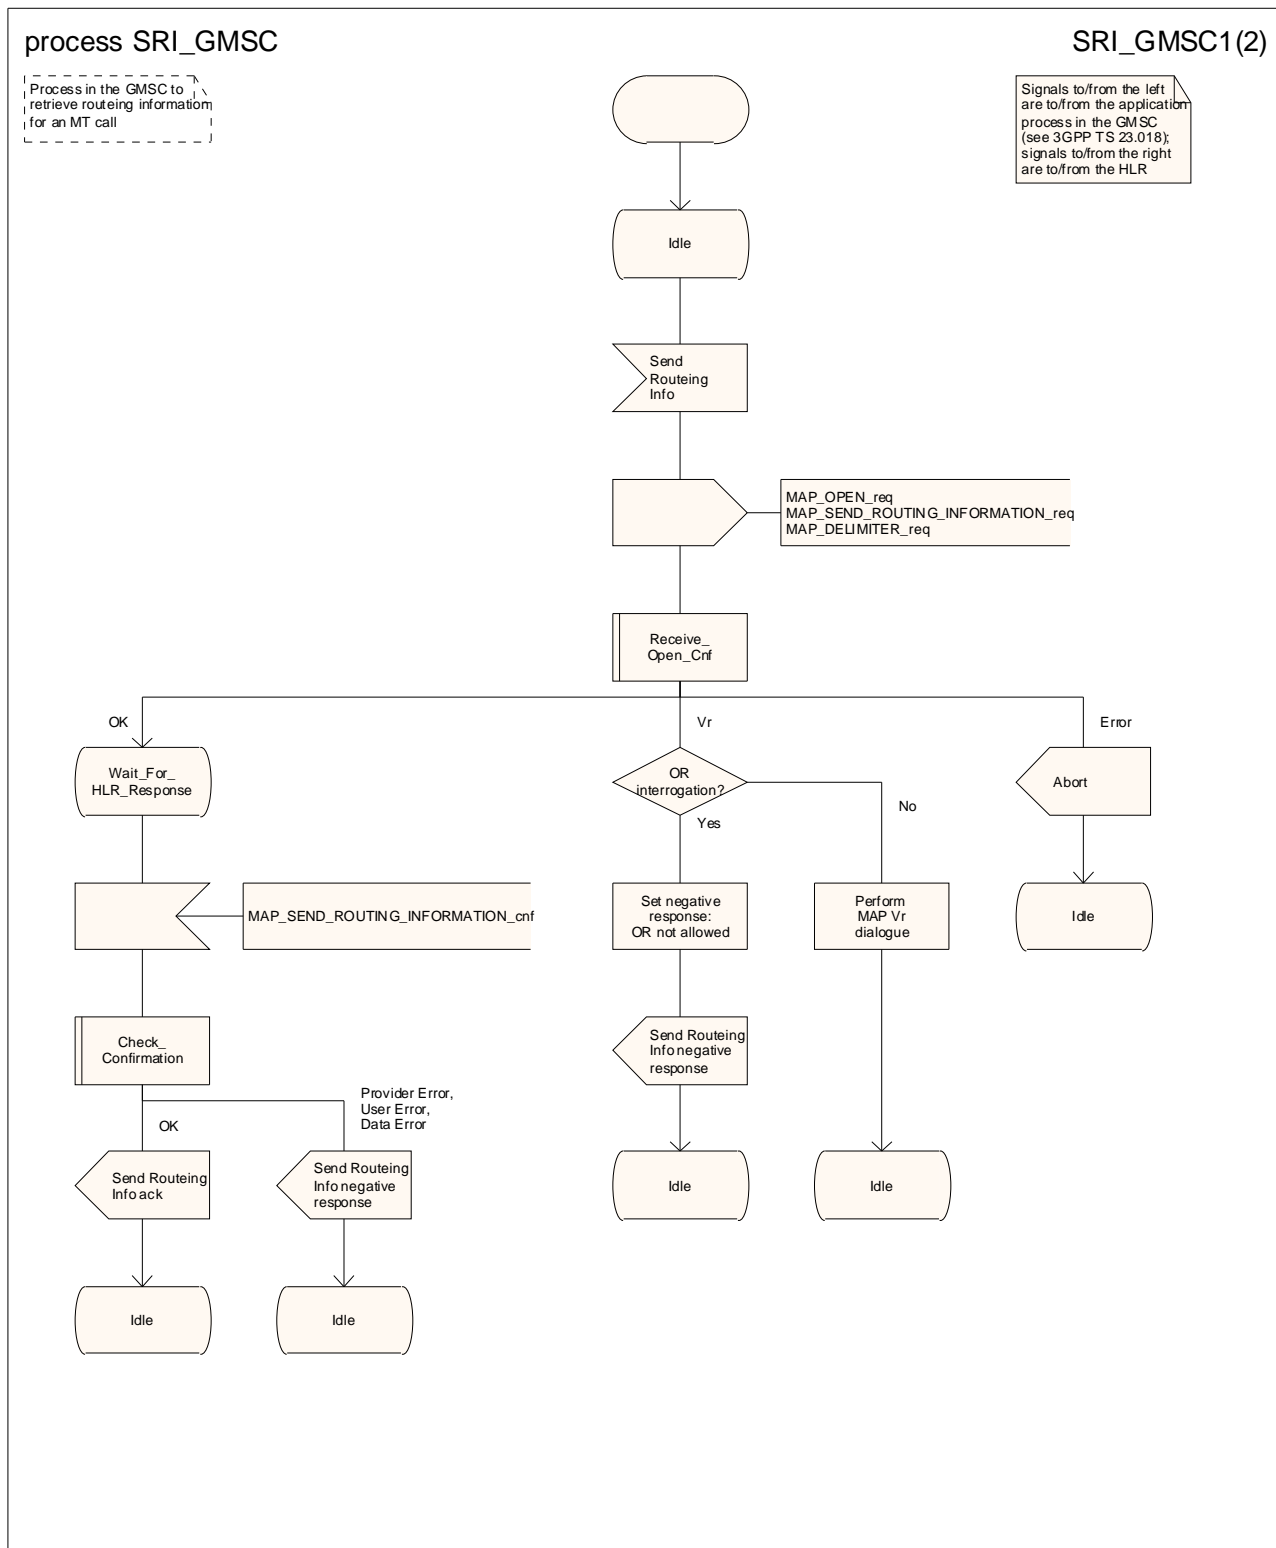 process SRI_GMSC
SRI_GMSC1(2)
Process in the GMSC to
retrieve routeing information
for an MT call
Signals to/from the left
are to/from the application
process in the GMSC
(see 3GPP TS 23.018);
signals to/from the right
are to/from the HLR
Idle
Send
Routeing
Info
MAP_OPEN_req
MAP_SEND_ROUTING_INFORMATION_req
MAP_DELIMITER_req
Receive_
Open_Cnf
OK
Vr
Error
Wait_For_
HLR_Response
OR
interrogation?
Abort
No
Yes
MAP_SEND_ROUTING_INFORMATION_cnf
Set negative
response:
OR not allowed
Perform
MAP Vr
dialogue
Idle
Check_
Confirmation
Send Routeing
Info negative
response
Provider Error,
User Error,
Data Error
OK
Send Routeing
Info ack
Send Routeing
Info negative
response
Idle
Idle
Idle
Idle